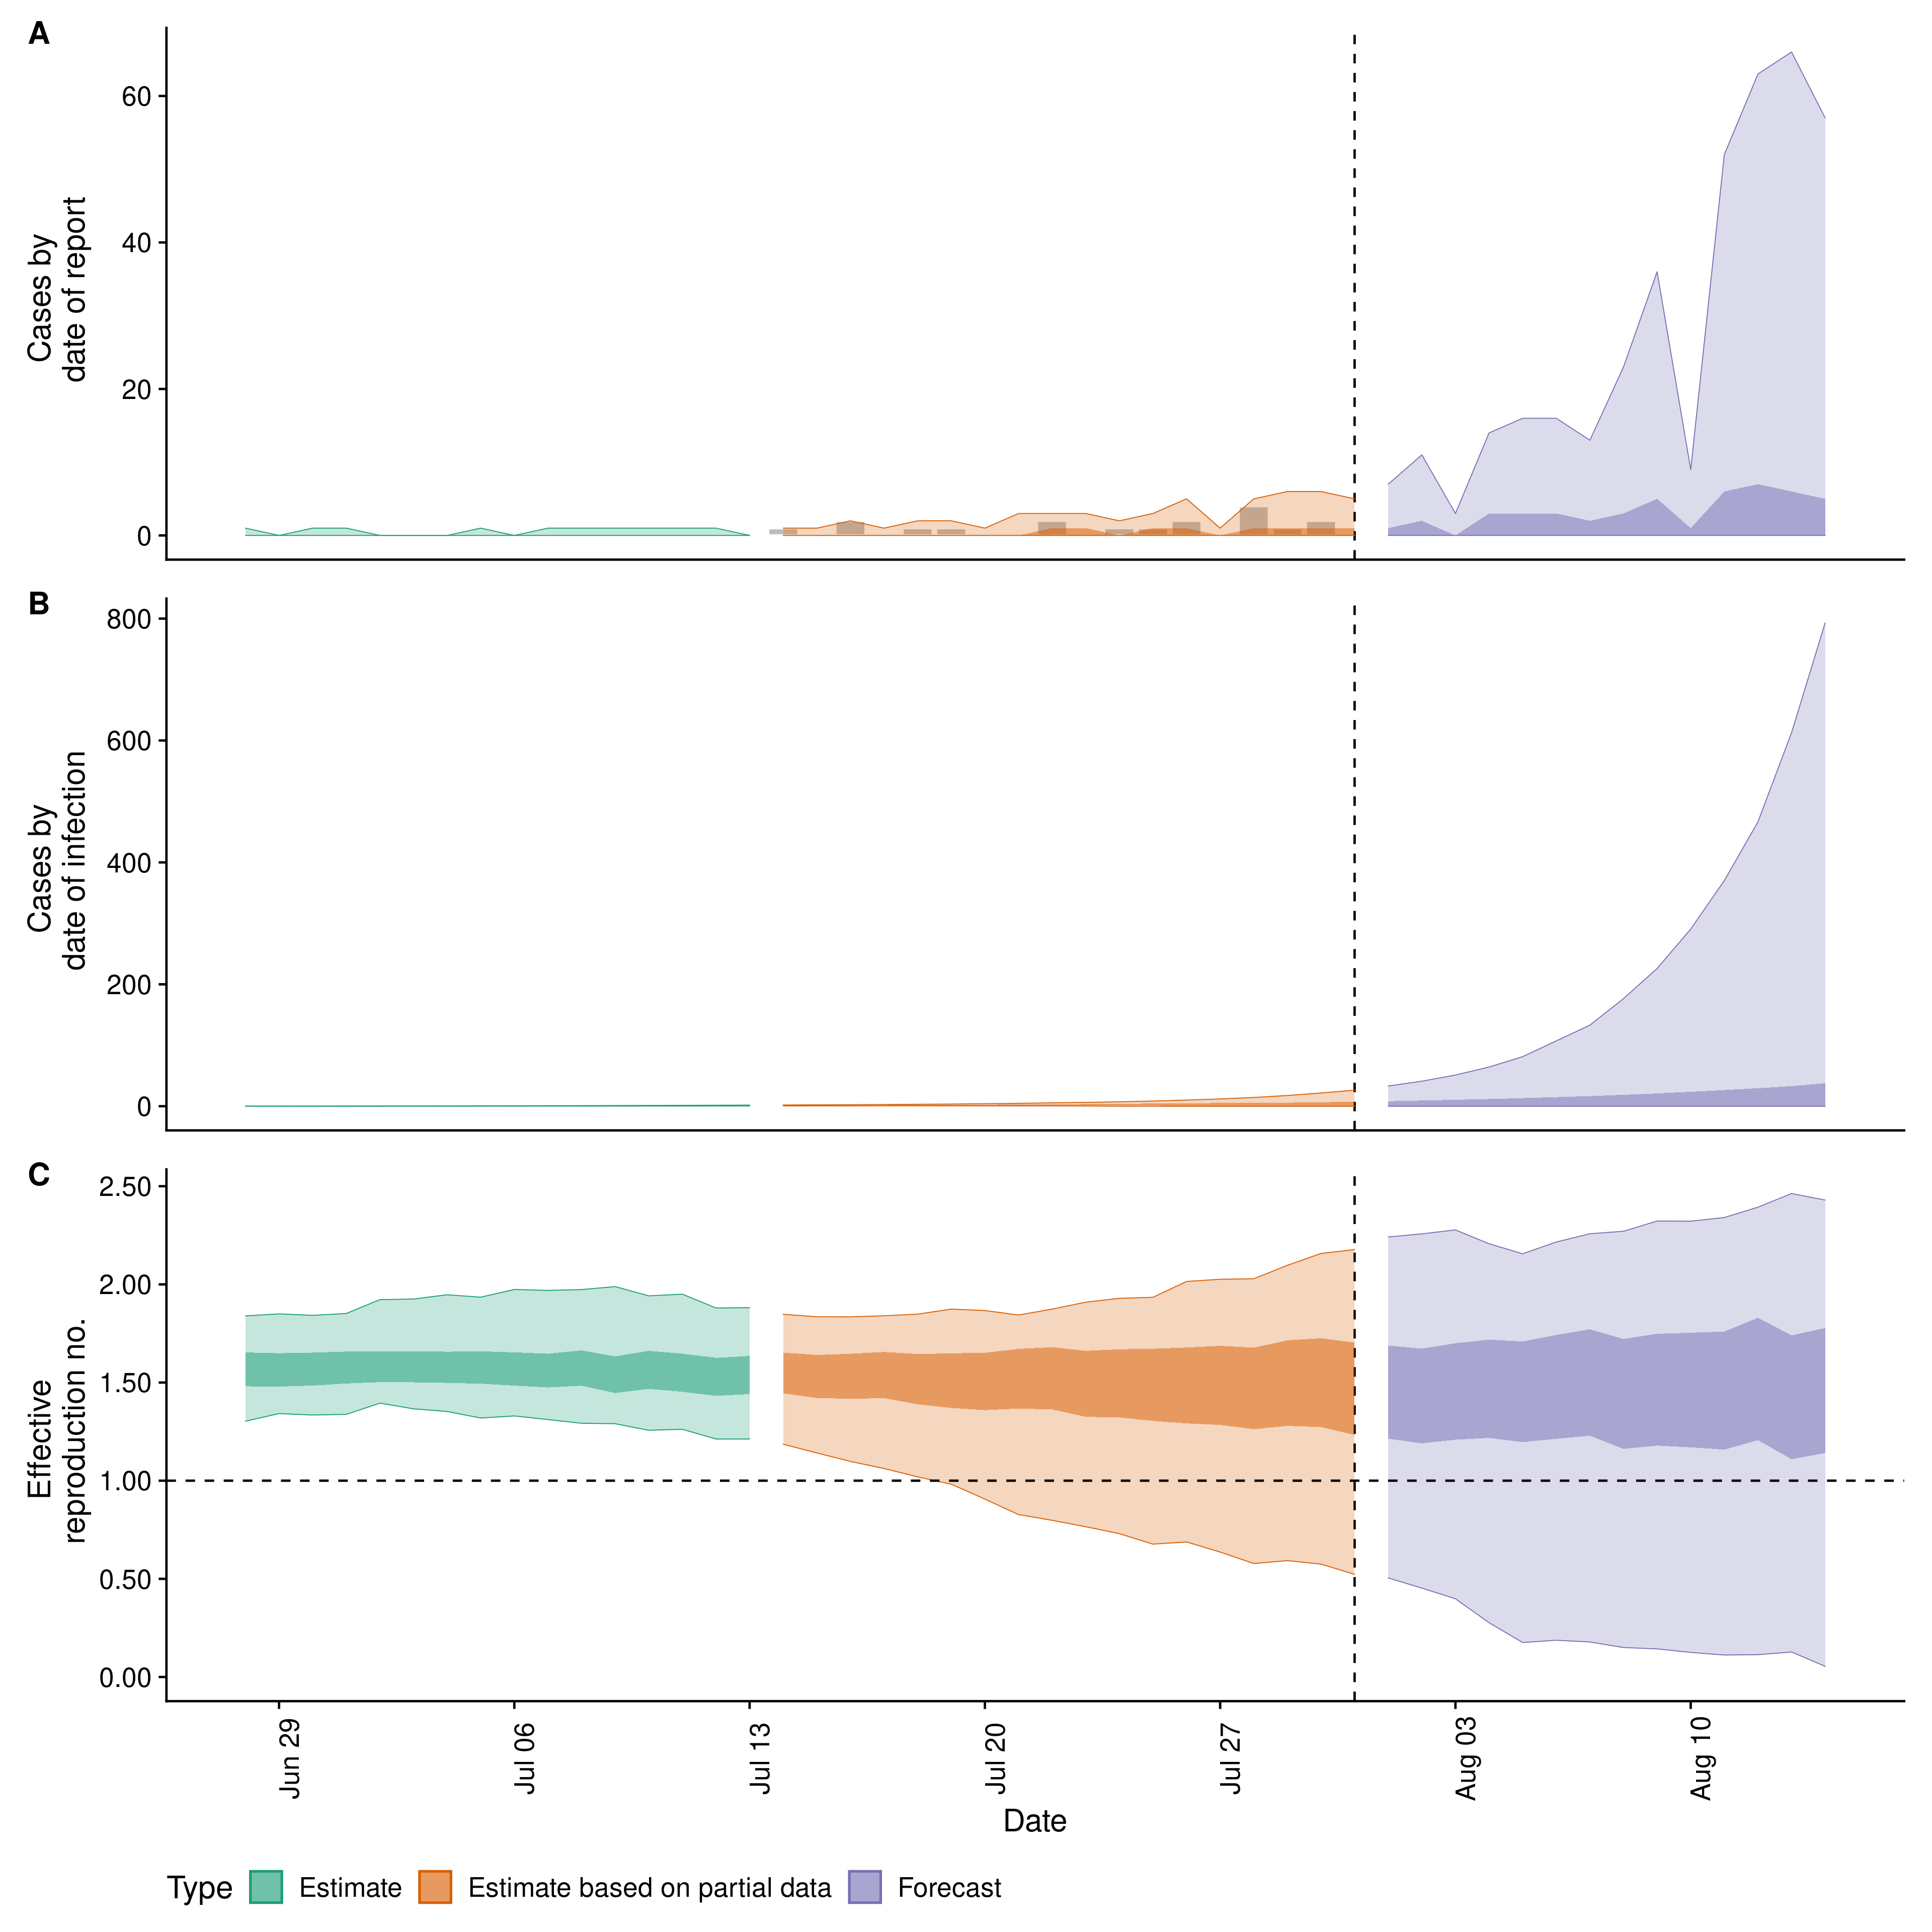 A
Cases by
date of report
60
40
20
0
B
Cases by
date of infection
800
600
400
200
0
C
Effective
reproduction no.
2.50
2.00
1.50
1.00
0.50
0.00
Jun 29
Jul 06
Jul 13
Jul 20
Jul 27
Aug 03
Aug 10
Date
Type
Estimate
Estimate based on partial data
Forecast